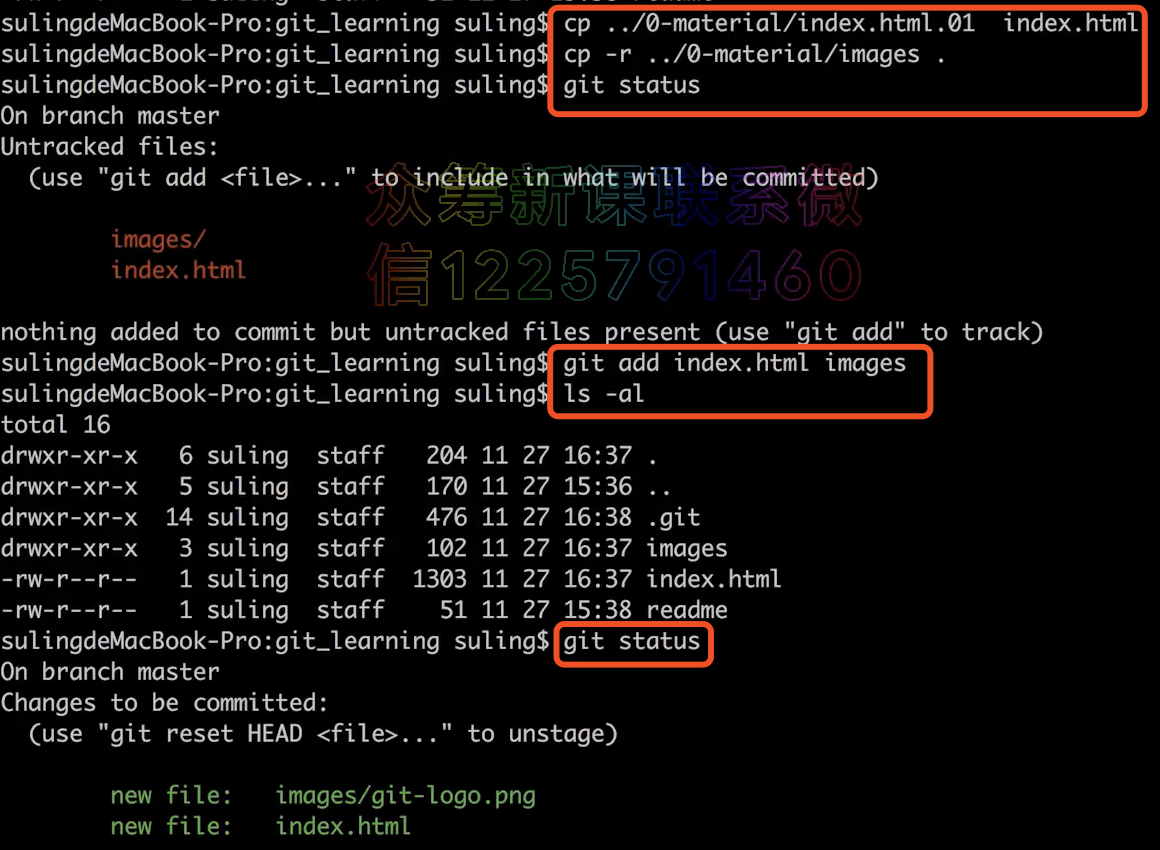 sulingdeMacBook-Pro:git_learning suling$ cp ../0-material/index.html.01  index.html
sulingdeMacBook-Pro:git_learning suling$ cp -r ../0-material/images .
sulingdeMacBook-Pro:git_learning suling$ git status
On branch master
Untracked files:
  (use "git add <file>..." to include in what will be committed)
众筹新课联系微
        images/
        index.html
信1225791460
nothing added to commit but untracked files present (use "git add" to track)
sulingdeMacBook-Pro:git_learning suling$ git add index.html images
sulingdeMacBook-Pro:git_learning suling$ ls -al
total 16
drwxr-xr-x   6 suling  staff   204 11 27 16:37 .
drwxr-xr-x   5 suling  staff   170 11 27 15:36 ..
drwxr-xr-x  14 suling  staff   476 11 27 16:38 .git
drwxr-xr-x   3 suling  staff   102 11 27 16:37 images
-rw-r--r--   1 suling  staff  1303 11 27 16:37 index.html
-rw-r--r--   1 suling  staff    51 11 27 15:38 readme
sulingdeMacBook-Pro:git_learning suling$ git status
On branch master
Changes to be committed:
  (use "git reset HEAD <file>..." to unstage)
        new file:   images/git-logo.png
        new file:   index.html